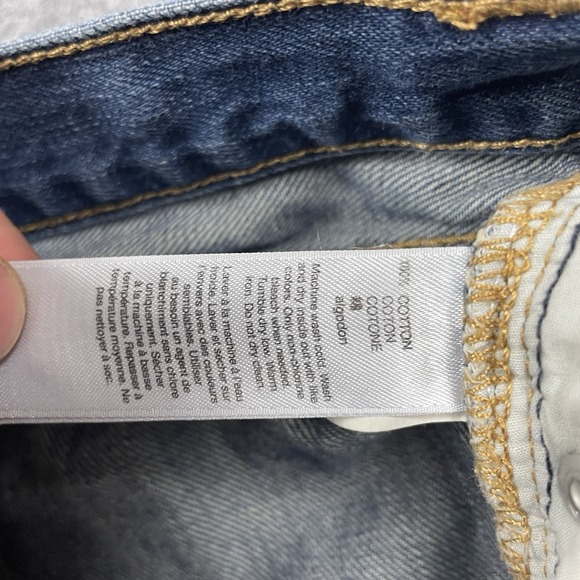 100% COTTON
COTON
COTONE
綿
algodon
Machine wash cold. Wash
and dry inside out with like
colors. Only non-chlorine
bleach when needed.
Tumble dry low. Warm
iron. Do not dry clean.
Laver à la machine à l'eau
froide. Laver et sécher sur
l'envers avec des couleurs
semblables. Utiliser
au besoin un agent de
blanchiment sans chlore
uniquement. Sécher
à la machine à basse
température. Repasser à
température moyenne. Ne
pas nettoyer à sec.